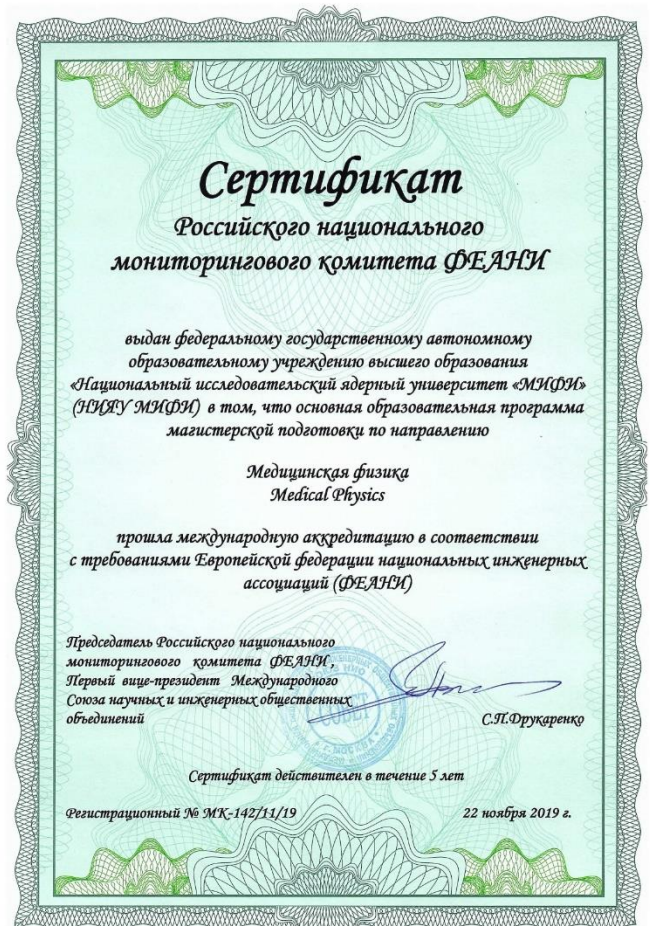 Сертификат
Российского национального
мониторингового комитета ФЕАНИ
выдан федеральному государственному автономному
образовательному учреждению высшего образования
«Национальный исследовательский ядерный университет «МИФИ»
(НИЯУ МИФИ) в том, что основная образовательная программа
магистерской подготовки по направлению
Медицинская физика
Medical Physics
прошла международную аккредитацию в соответствии
с требованиями Европейской федерации национальных инженерных
ассоциаций (ФЕАНИ)
Председатель Российского национального
мониторингового комитета ФЕАНИ,
Первый вице-президент Международного
Союза научных и инженерных общественных
объединений
С.П.Друкаренко
СОВЕТ
г. МОСКВА
Сертификат действителен в течение 5 лет
Регистрационный № МК-142/11/19
22 ноября 2019 г.